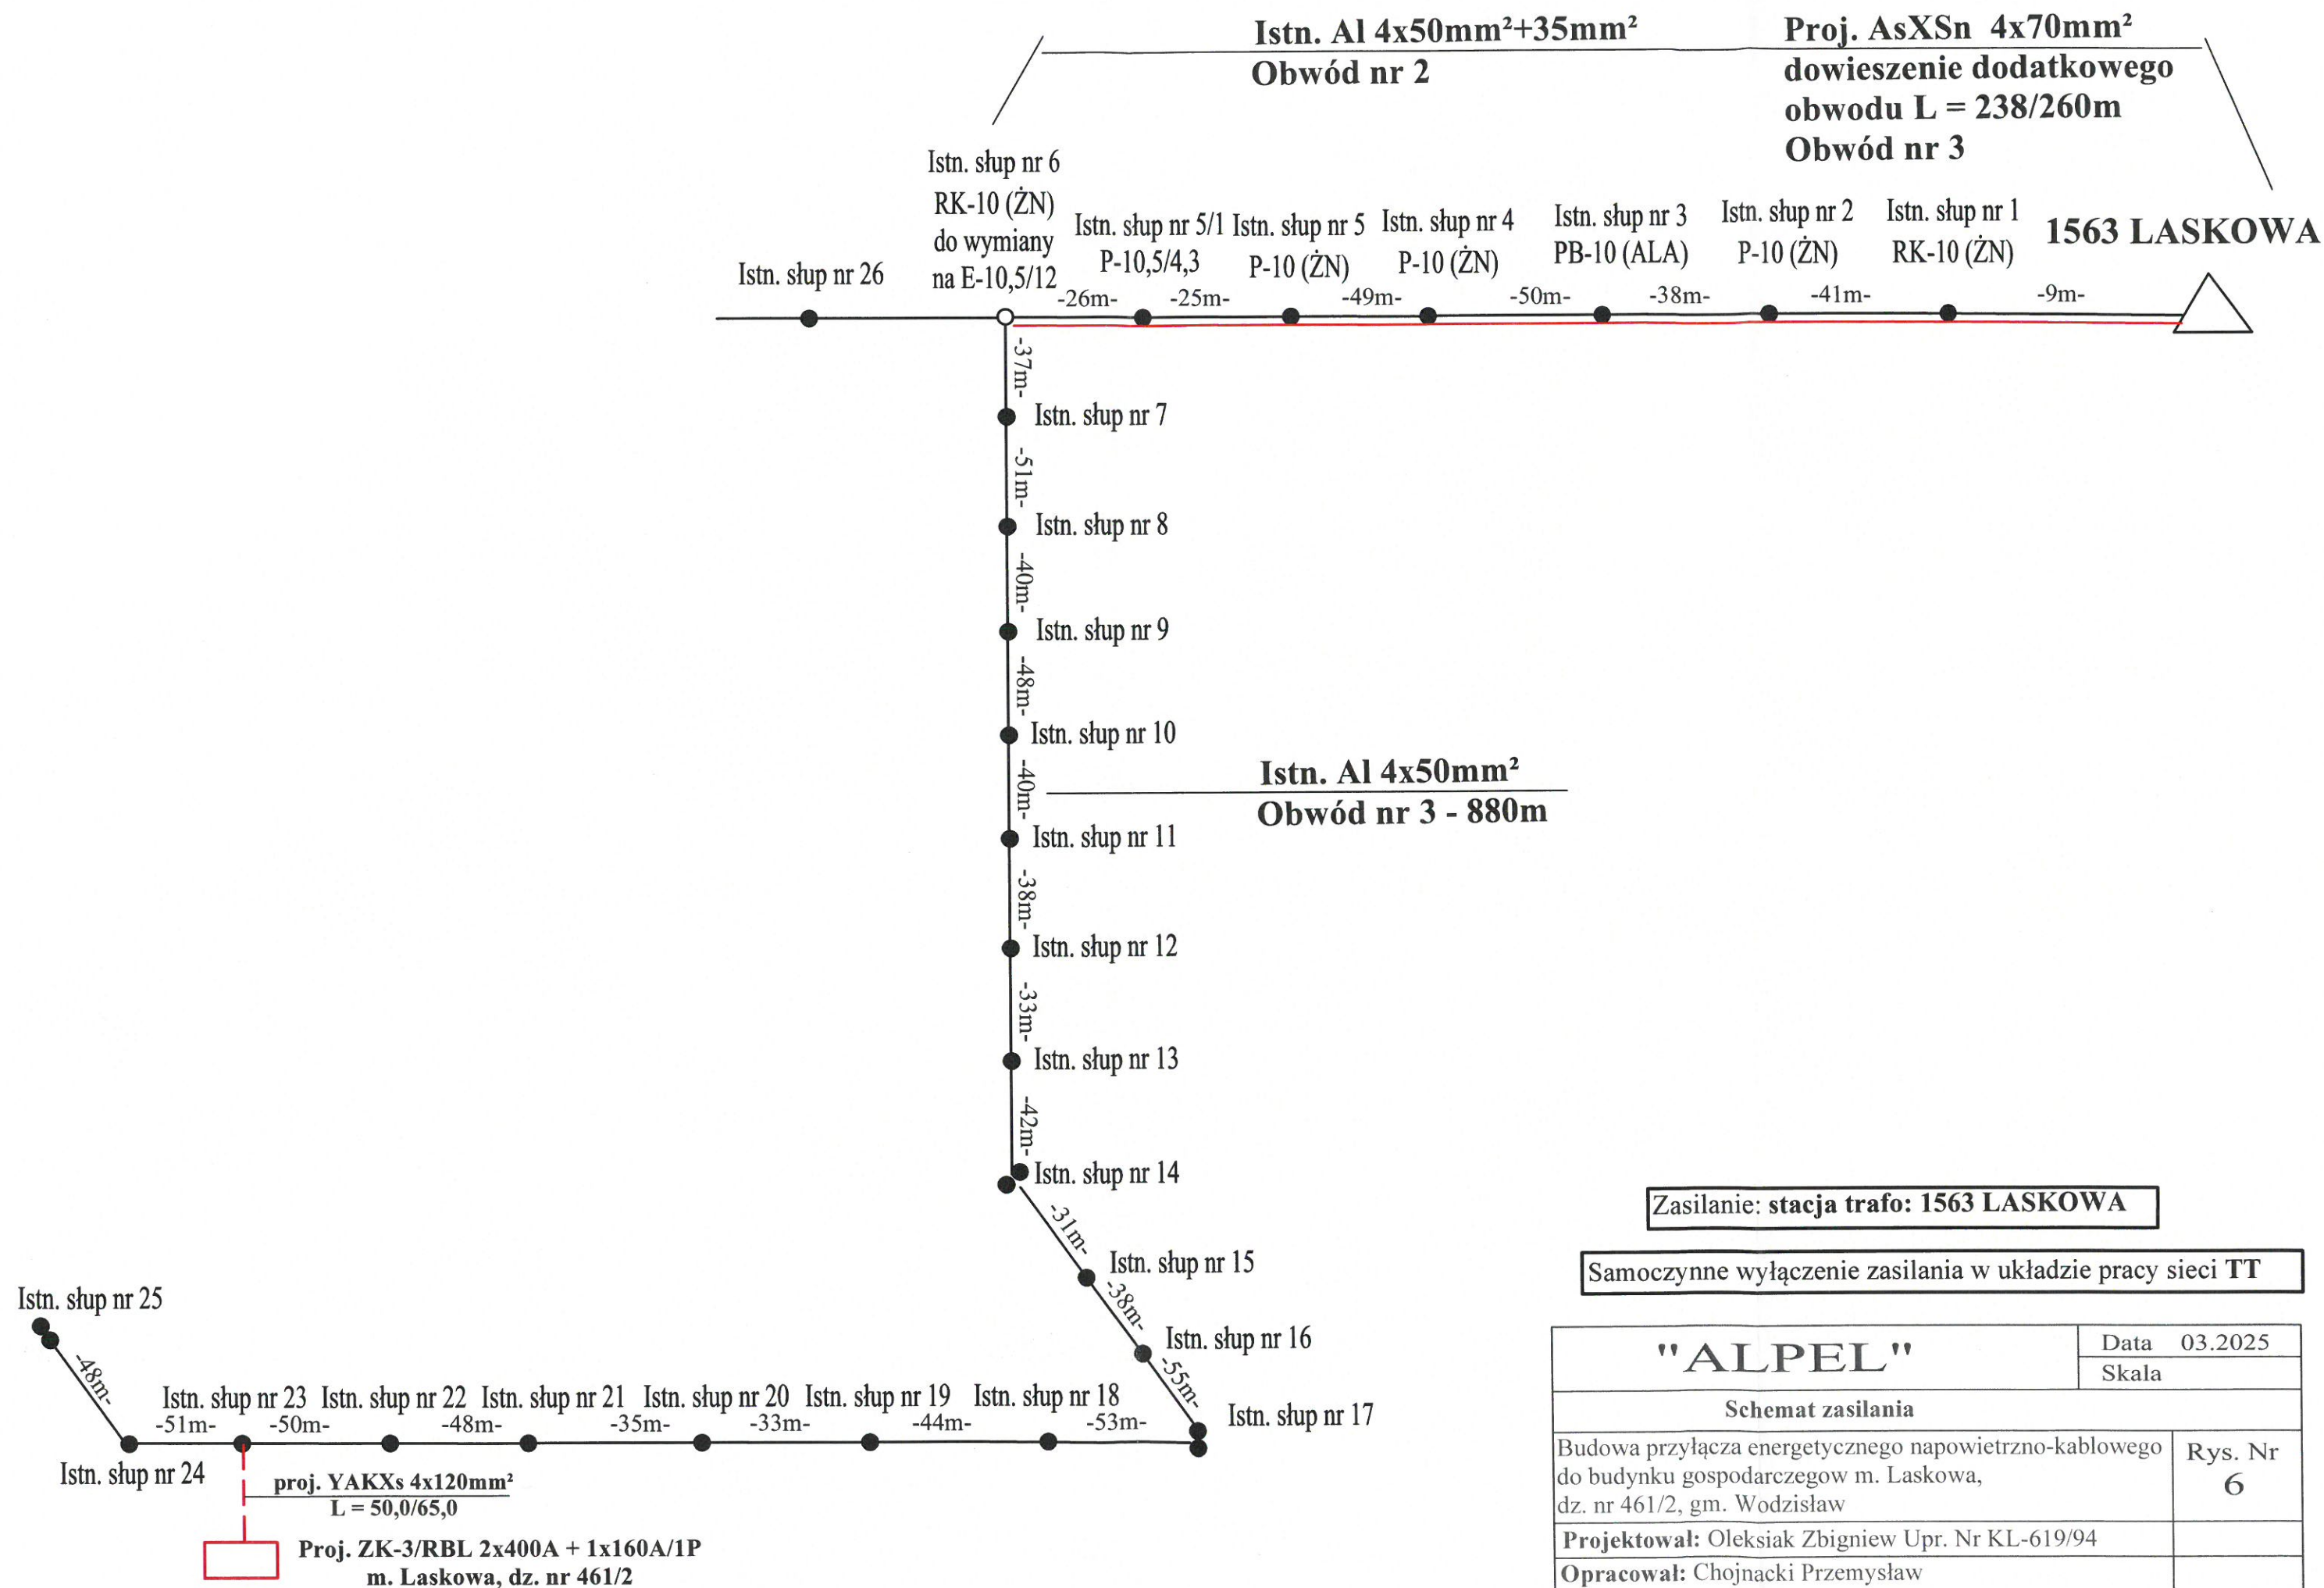 Istn. Al 4x50mm²+35mm²
Obwód nr 2
Proj. AsXSn 4x70mm²
dowieszenie dodatkowego
obwodu L = 238/260m
Obwód nr 3
Istn. słup nr 26
Istn. słup nr 6
RK-10 (ŻN)
do wymiany
na E-10,5/12
Istn. słup nr 5/1
P-10,5/4,3
Istn. słup nr 5
P-10 (ŻN)
Istn. słup nr 4
P-10 (ŻN)
Istn. słup nr 3
PB-10 (ALA)
Istn. słup nr 2
P-10 (ŻN)
Istn. słup nr 1
RK-10 (ŻN)
1563 LASKOWA
-26m-
-25m-
-49m-
-50m-
-38m-
-41m-
-9m-
-37m-
Istn. słup nr 7
-51m-
Istn. słup nr 8
-40m-
Istn. słup nr 9
-48m-
Istn. słup nr 10
-40m-
Istn. Al 4x50mm²
Obwód nr 3 - 880m
Istn. słup nr 11
-38m-
Istn. słup nr 12
-33m-
Istn. słup nr 13
-42m-
Istn. słup nr 14
-31m-
Istn. słup nr 15
-38m-
Istn. słup nr 16
-55m-
Istn. słup nr 17
Istn. słup nr 25
-48m-
Istn. słup nr 23
Istn. słup nr 22
Istn. słup nr 21
Istn. słup nr 20
Istn. słup nr 19
Istn. słup nr 18
-51m-
-50m-
-48m-
-35m-
-33m-
-44m-
-53m-
Istn. słup nr 24
proj. YAKXs 4x120mm²
L = 50,0/65,0
Proj. ZK-3/RBL 2x400A + 1x160A/1P
m. Laskowa, dz. nr 461/2
Zasilanie: stacja trafo: 1563 LASKOWA
Samoczynne wyłączenie zasilania w układzie pracy sieci TT
"ALPEL"
Data 03.2025
Skala
Schemat zasilania
Budowa przyłącza energetycznego napowietrzno-kablowego
do budynku gospodarczegow m. Laskowa,
dz. nr 461/2, gm. Wodzisław
Rys. Nr
6
Projektował: Oleksiak Zbigniew Upr. Nr KL-619/94
Opracował: Chojnacki Przemysław